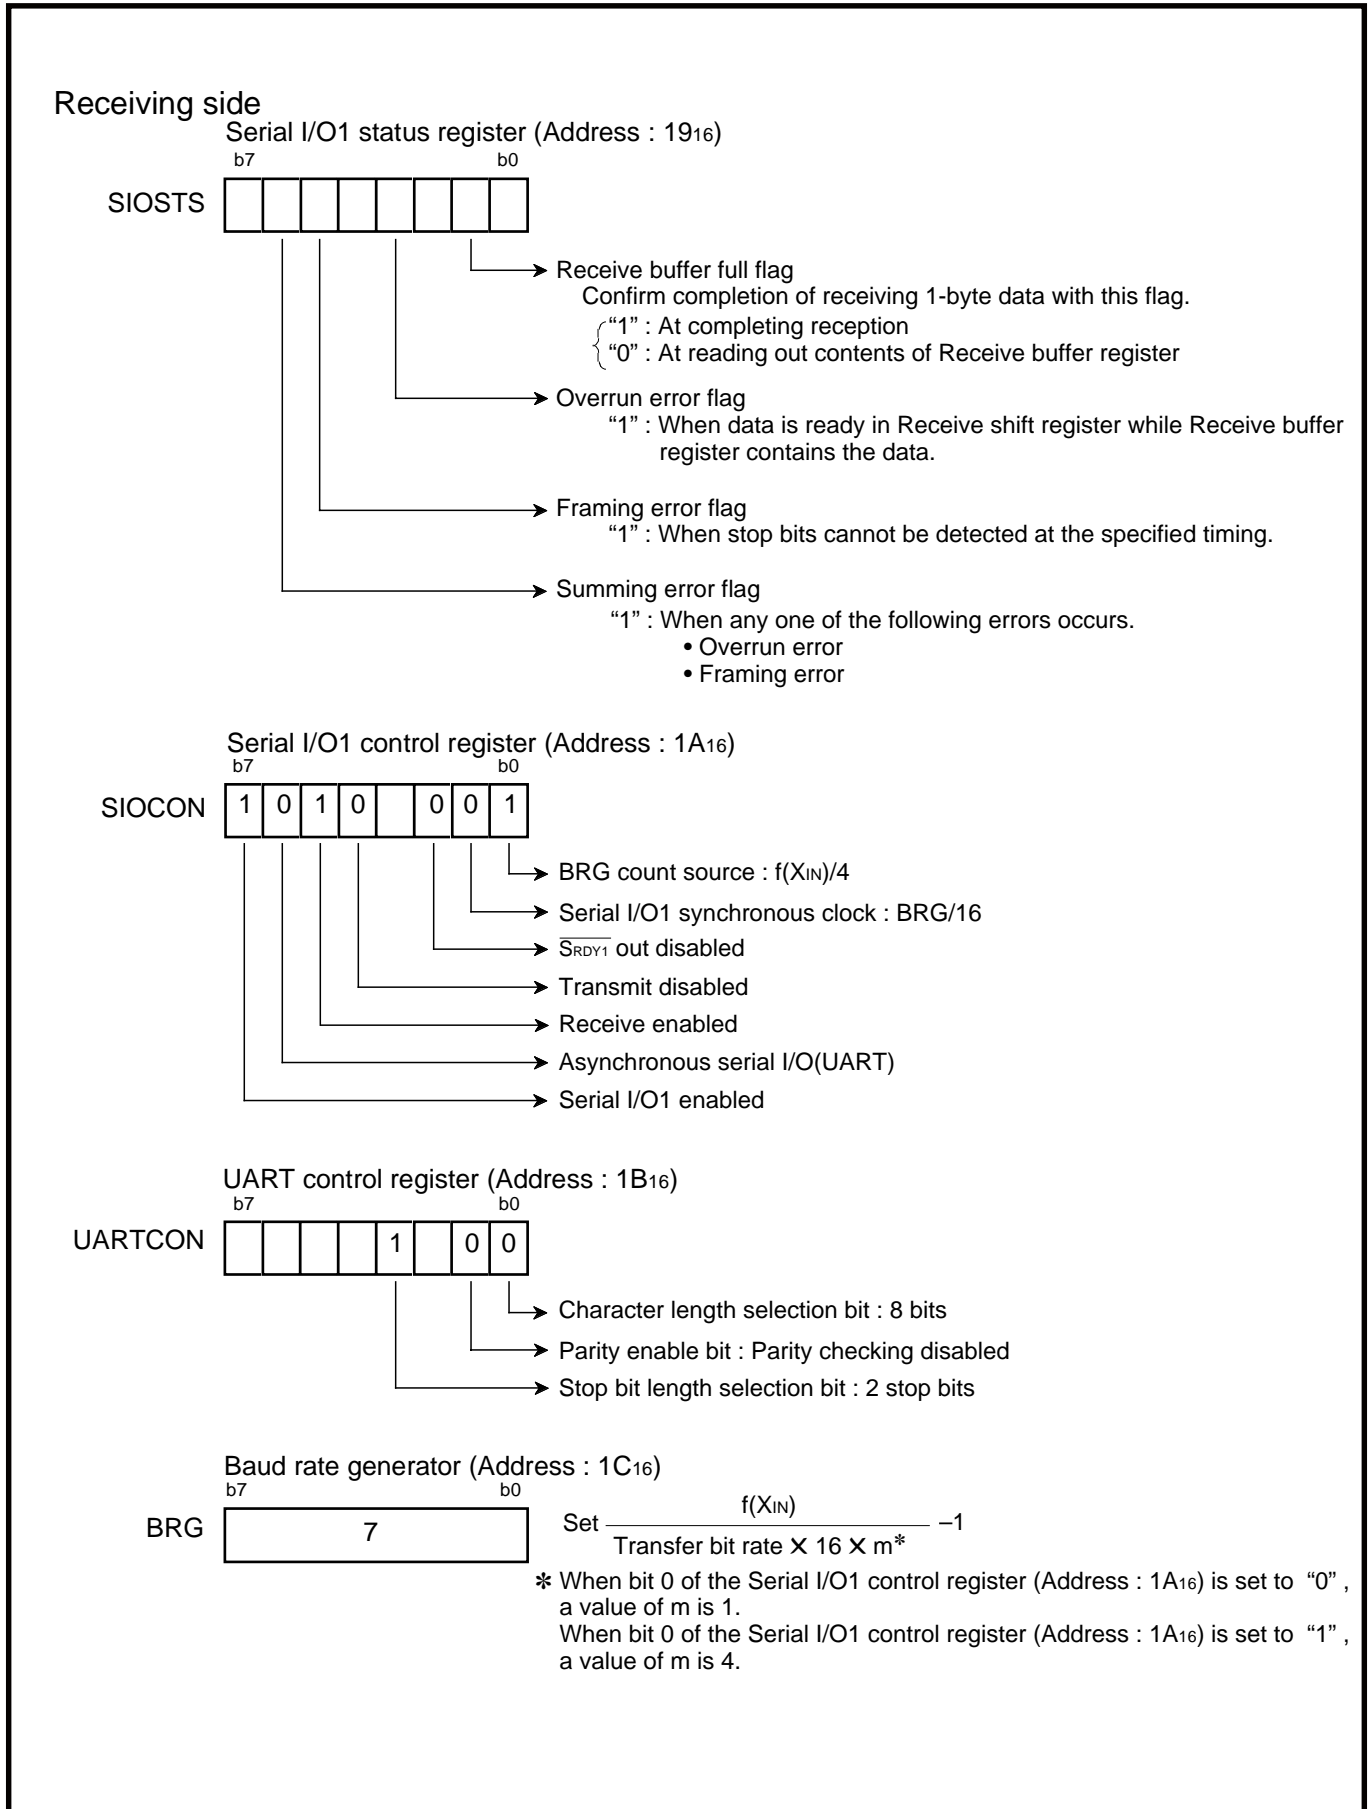 Receiving side
Serial I/O1 status register (Address : 1916)
b7 b0
SIOSTS
Receive buffer full flag
Confirm completion of receiving 1-byte data with this flag.
“1” : At completing reception
“0” : At reading out contents of Receive buffer register
Overrun error flag
“1” : When data is ready in Receive shift register while Receive buffer
register contains the data.
Framing error flag
“1” : When stop bits cannot be detected at the specified timing.
Summing error flag
“1” : When any one of the following errors occurs.
• Overrun error
• Framing error
Serial I/O1 control register (Address : 1A16)
b7 b0
SIOCON 1 0 1 0 0 0 1
BRG count source : f(XIN)/4
Serial I/O1 synchronous clock : BRG/16
SRDY1 out disabled
Transmit disabled
Receive enabled
Asynchronous serial I/O(UART)
Serial I/O1 enabled
UART control register (Address : 1B16)
b7 b0
UARTCON 1 0 0
Character length selection bit : 8 bits
Parity enable bit : Parity checking disabled
Stop bit length selection bit : 2 stop bits
Baud rate generator (Address : 1C16)
b7 b0
f(XIN)
BRG 7 Set –1
Transfer bit rate ✕ 16 ✕ m✻
✻ When bit 0 of the Serial I/O1 control register (Address : 1A16) is set to “0” ,
a value of m is 1.
When bit 0 of the Serial I/O1 control register (Address : 1A16) is set to “1” ,
a value of m is 4.